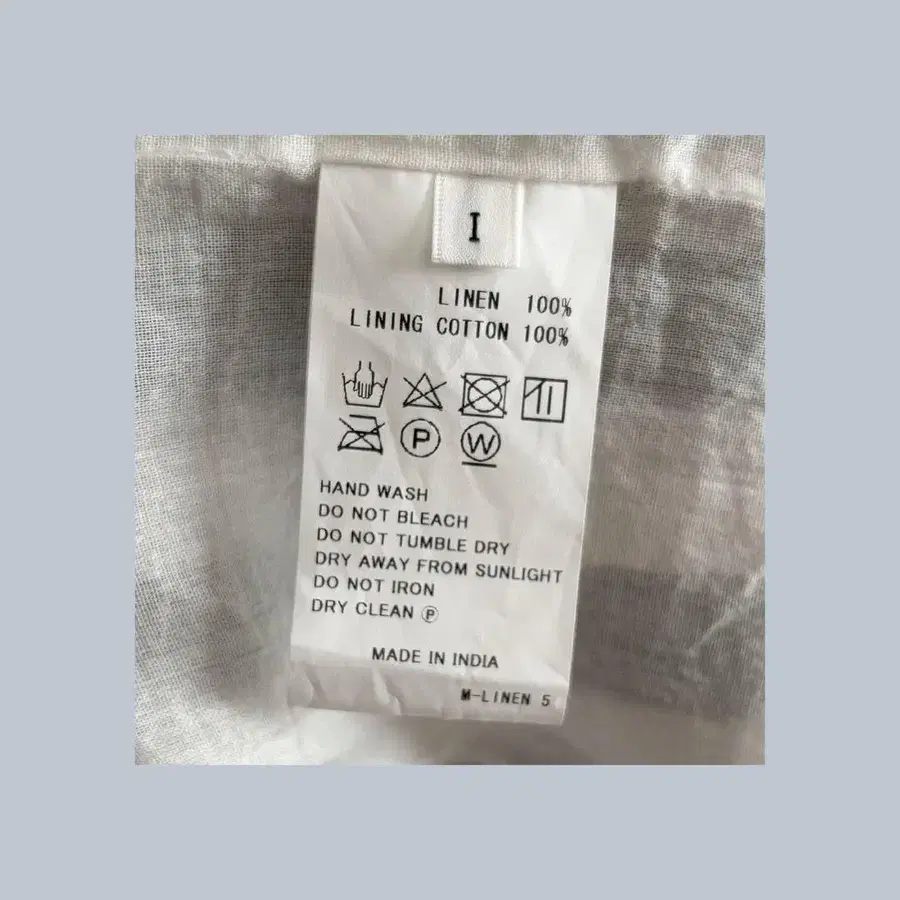 I
LINEN 100%
LINING COTTON 100%
P W
HAND WASH
DO NOT BLEACH
DO NOT TUMBLE DRY
DRY AWAY FROM SUNLIGHT
DO NOT IRON
DRY CLEAN Ⓟ
MADE IN INDIA
M-LINEN 5